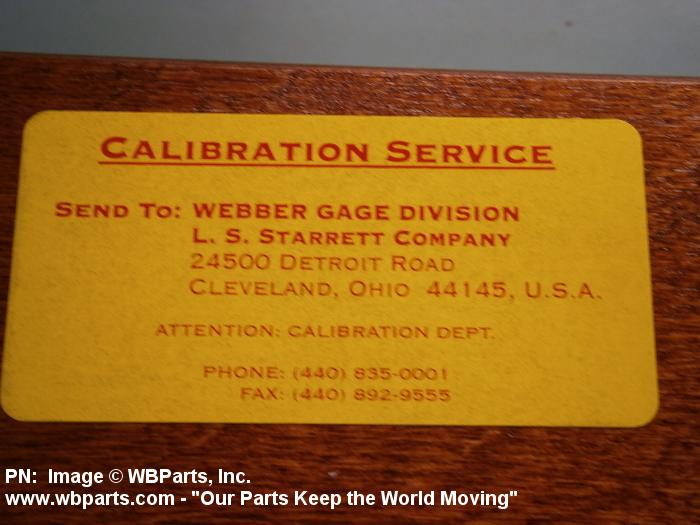 CALIBRATION SERVICE
SEND TO: WEBBER GAGE DIVISION
L. S. STARRETT COMPANY
24500 DETROIT ROAD
CLEVELAND, OHIO 44145, U.S.A.
ATTENTION: CALIBRATION DEPT.
PHONE: (440) 835-0001
FAX: (440) 892-9555
PN: Image © WBParts, Inc.
www.wbparts.com - "Our Parts Keep the World Moving"